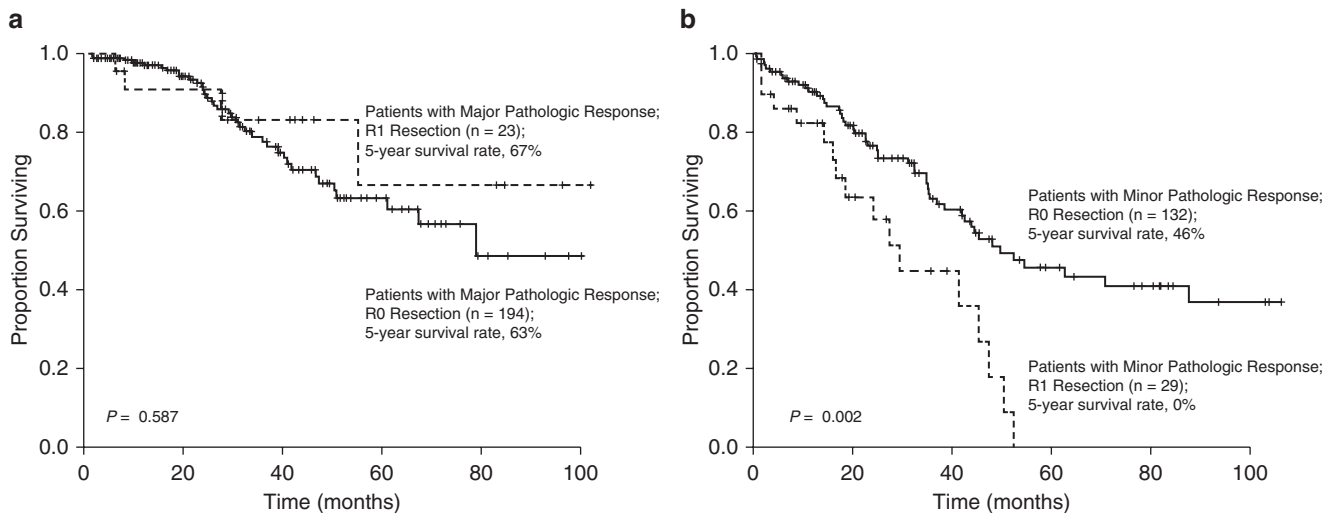 a
Proportion Surviving
1.0
0.8
0.6
0.4
0.2
0.0
Patients with Major Pathologic Response;
R1 Resection (n = 23);
5-year survival rate, 67%
Patients with Major Pathologic Response;
R0 Resection (n = 194);
5-year survival rate, 63%
P = 0.587
0 20 40 60 80 100
Time (months)
b
Proportion Surviving
1.0
0.8
0.6
0.4
0.2
0.0
Patients with Minor Pathologic Response;
R0 Resection (n = 132);
5-year survival rate, 46%
Patients with Minor Pathologic Response;
R1 Resection (n = 29);
5-year survival rate, 0%
P = 0.002
0 20 40 60 80 100
Time (months)